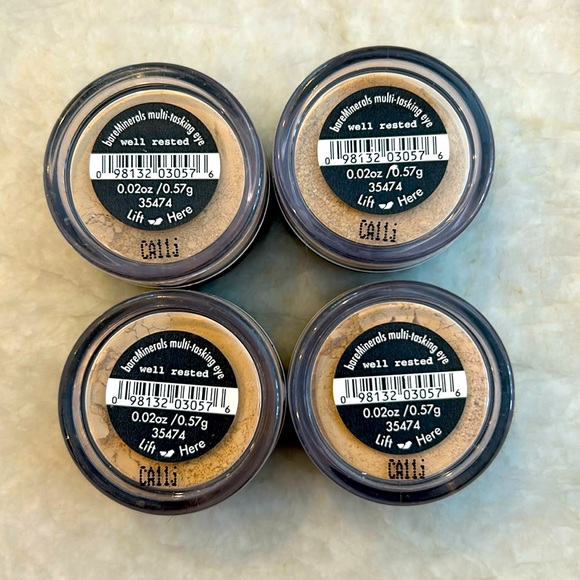 bareMinerals multi-tasking eye
well rested
0 98132 03057 6
0.02oz /0.57g
35474
Lift Here
CA11j
bareMinerals multi-tasking eye
well rested
0 98132 03057 6
0.02oz /0.57g
35474
Lift Here
CA11j
bareMinerals multi-tasking eye
well rested
0 98132 03057 6
0.02oz /0.57g
35474
Lift Here
CA11j
bareMinerals multi-tasking eye
well rested
0 98132 03057 6
0.02oz /0.57g
35474
Lift Here
CA11j